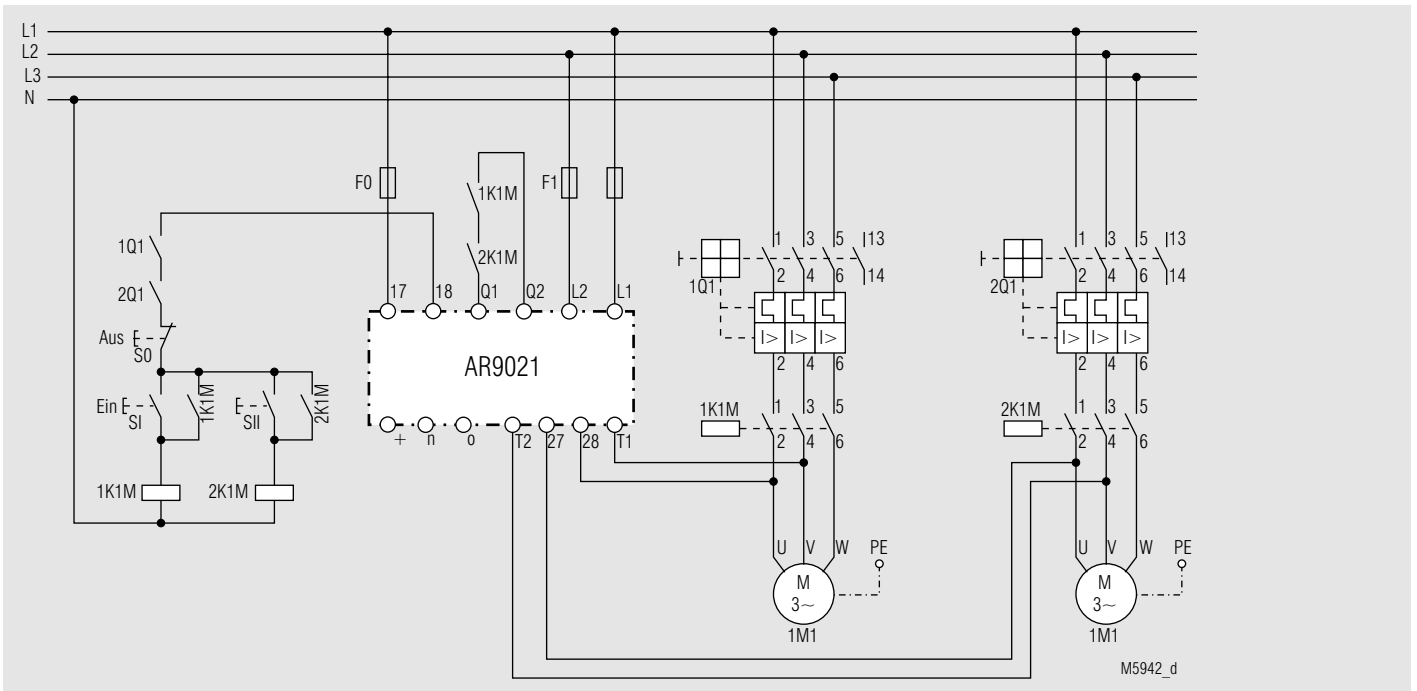 L1
L2
L3
N
F0
1K1M
F1
2K1M
1Q1
2Q1
Aus
S0
17
18
Q1
Q2
L2
L1
AR9021
+
n
o
T2
27
28
T1
Ein
SI
1K1M
SII
2K1M
1K1M
2K1M
1
3
5
13
2
4
6
14
1Q1
I>
I>
I>
2
4
6
1K1M
1
3
5
2
4
6
U
V
W
PE
M
3~
1M1
1
3
5
13
2
4
6
14
2Q1
I>
I>
I>
2
4
6
2K1M
1
3
5
2
4
6
U
V
W
PE
M
3~
1M1
M5942_d